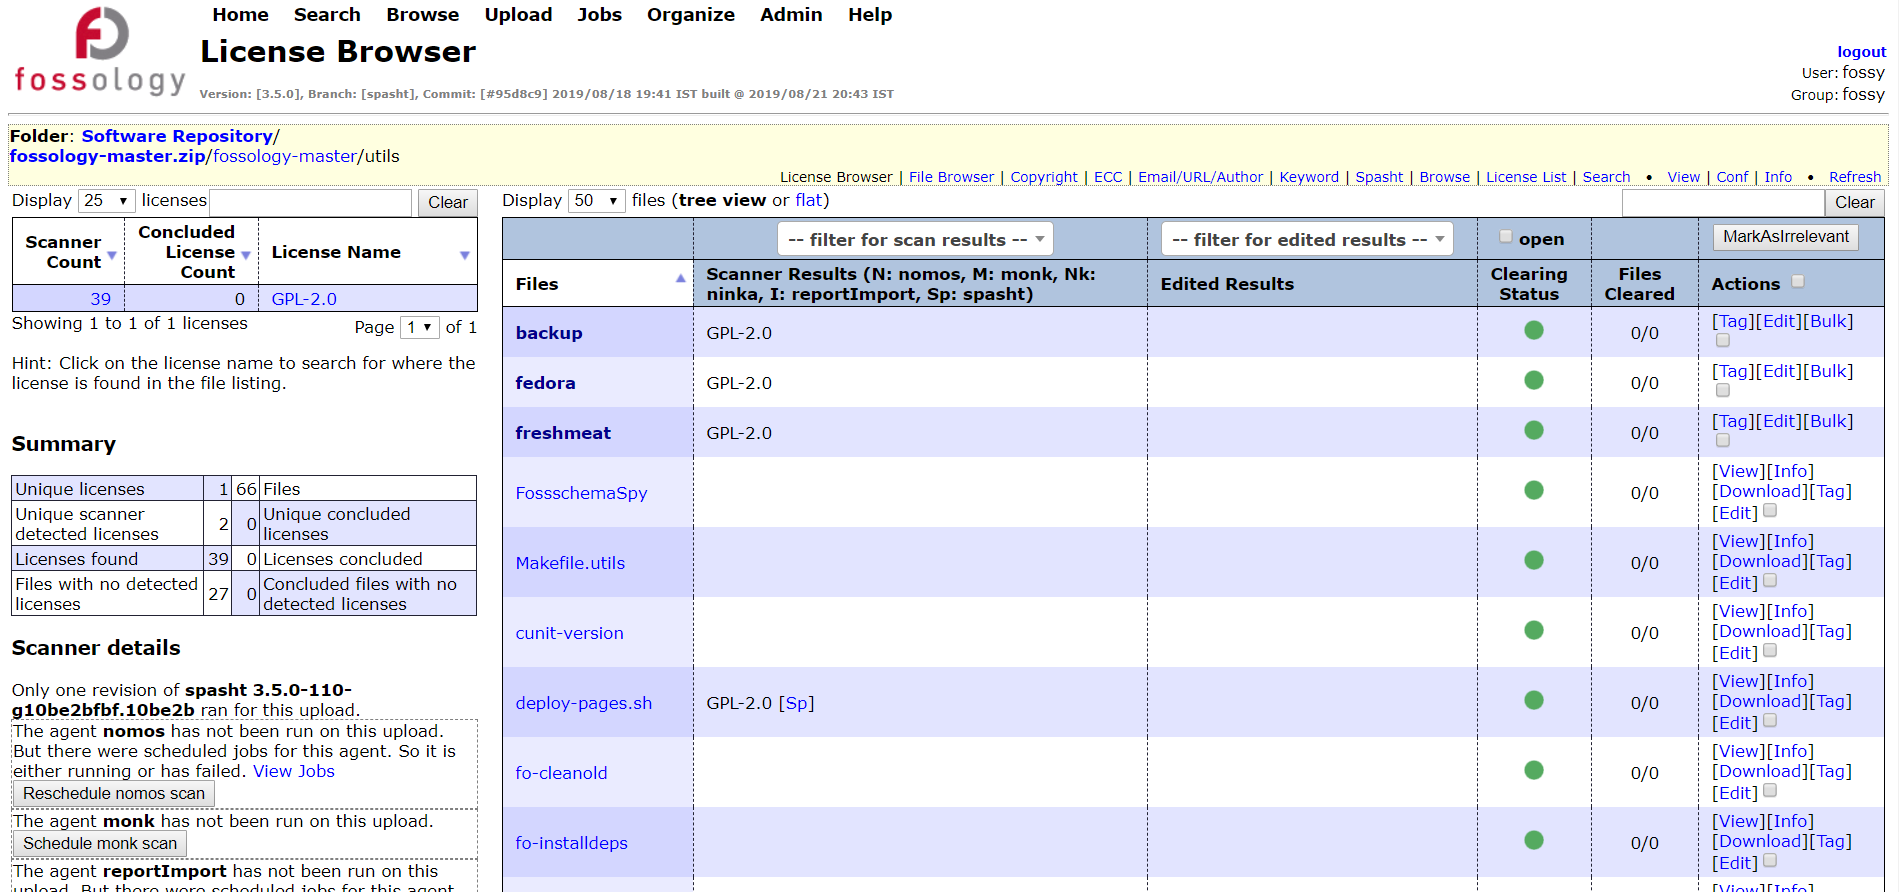 Home Search Browse Upload Jobs Organize Admin Help
fossology
License Browser
Version: [3.5.0], Branch: [spasht], Commit: [#95d8c9] 2019/08/18 19:41 IST built @ 2019/08/21 20:43 IST
logout
User: fossy
Group: fossy
Folder: Software Repository/
fossology-master.zip/fossology-master/utils
License Browser | File Browser | Copyright | ECC | Email/URL/Author | Keyword | Spasht | Browse | License List | Search • View | Conf | Info • Refresh
Display 25 licenses Clear
Scanner Count Concluded License Count License Name
39 0 GPL-2.0
Showing 1 to 1 of 1 licenses
Page 1 of 1
Hint: Click on the license name to search for where the
license is found in the file listing.
Summary
Unique licenses 1 66 Files
Unique scanner detected licenses 2 0 Unique concluded licenses
Licenses found 39 0 Licenses concluded
Files with no detected licenses 27 0 Concluded files with no detected licenses
Scanner details
Only one revision of spasht 3.5.0-110-
g10be2bfbf.10be2b ran for this upload.
The agent nomos has not been run on this upload.
But there were scheduled jobs for this agent. So it is
either running or has failed. View Jobs
Reschedule nomos scan
The agent monk has not been run on this upload.
Schedule monk scan
The agent reportImport has not been run on this
upload. But there were scheduled jobs for this agent.
Display 50 files (tree view or flat) Clear
-- filter for scan results -- -- filter for edited results -- open MarkAsIrrelevant
Files
Scanner Results (N: nomos, M: monk, Nk:
ninka, I: reportImport, Sp: spasht)
Edited Results
Clearing Status
Files Cleared
Actions
backup GPL-2.0 0/0 [Tag][Edit][Bulk]
fedora GPL-2.0 0/0 [Tag][Edit][Bulk]
freshmeat GPL-2.0 0/0 [Tag][Edit][Bulk]
FossschemaSpy 0/0 [View][Info]
[Download][Tag]
[Edit]
Makefile.utils 0/0 [View][Info]
[Download][Tag]
[Edit]
cunit-version 0/0 [View][Info]
[Download][Tag]
[Edit]
deploy-pages.sh GPL-2.0 [Sp] 0/0 [View][Info]
[Download][Tag]
[Edit]
fo-cleanold 0/0 [View][Info]
[Download][Tag]
[Edit]
fo-installdeps 0/0 [View][Info]
[Download][Tag]
[Edit]
[View][Info]